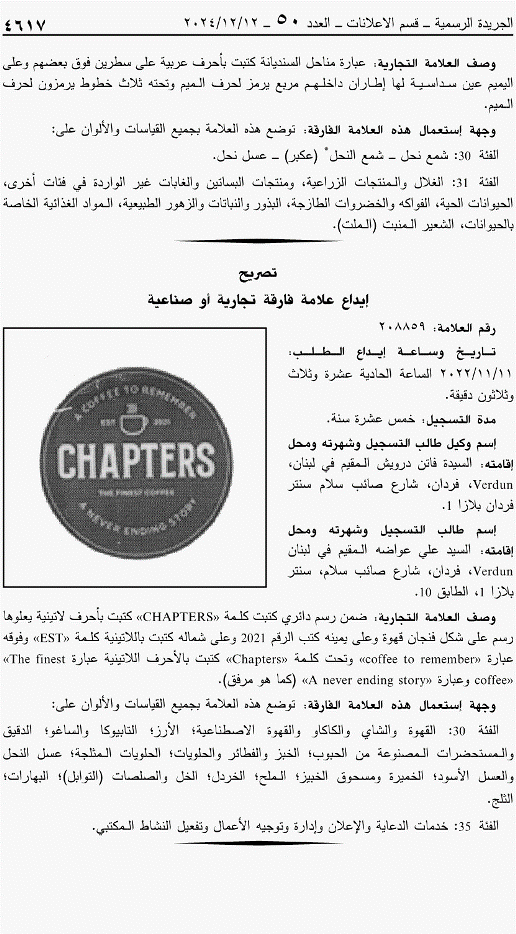 الجريدة الرسمية ــ قسم الاعلانات ــ العدد ٥٠ ــ ٢٠٢٤/١٢/١٢
٤٦١٧
وصف العلامة التجارية: عبارة مناحل السنديانة كتبت بأحرف عربية على سطرين فوق بعضهم وعلى
اليميم عين سداسية لها إطاران داخلهم مربع يرمز لحرف الميم وتحته ثلاث خطوط يرمزون لحرف
الميم.
وجهة إستعمال هذه العلامة الفارقة: توضع هذه العلامة بجميع القياسات والألوان على:
الفئة 30: شمع نحل ــ شمع النحل* (عكبر) ــ عسل نحل.
الفئة 31: الغلال والمنتجات الزراعية، ومنتجات البساتين والغابات غير الواردة في فئات أخرى،
الحيوانات الحية، الفواكه والخضروات الطازجة، البذور والنباتات والزهور الطبيعية، المواد الغذائية الخاصة
بالحيوانات، الشعير المنبت (الملت).
تصريح
إيداع علامة فارقة تجارية أو صناعية
رقم العلامة: ٢٠٨٨٥٩
تاريخ وساعة إيداع الطلب:
٢٠٢٢/١١/١١ الساعة الحادية عشرة وثلاث
وثلاثون دقيقة.
مدة التسجيل: خمس عشرة سنة.
إسم وكيل طالب التسجيل وشهرته ومحل
إقامته: السيدة فاتن درويش المقيم في لبنان،
Verdun، فردان، شارع صائب سلام سنتر
فردان بلازا 1.
إسم طالب التسجيل وشهرته ومحل
إقامته: السيد علي عواضه المقيم في لبنان
Verdun، فردان، شارع صائب سلام، سنتر
بلازا 1، الطابق 10.
A COFFEE TO REMEMBER
EST 2021
CHAPTERS
THE FINEST COFFEE
A NEVER ENDING STORY
وصف العلامة التجارية: ضمن رسم دائري كتبت كلمة «CHAPTERS» كتبت بأحرف لاتينية يعلوها
رسم على شكل فنجان قهوة وعلى يمينه كتب الرقم 2021 وعلى شماله كتبت باللاتينية كلمة «EST» وفوقه
عبارة «coffee to remember» وتحت كلمة «Chapters» كتبت بالأحرف اللاتينية عبارة «The finest
coffee» وعبارة «A never ending story» (كما هو مرفق).
وجهة إستعمال هذه العلامة الفارقة: توضع هذه العلامة بجميع القياسات والألوان على:
الفئة 30: القهوة والشاي والكاكاو والقهوة الاصطناعية؛ الأرز؛ التابيوكا والساغو؛ الدقيق
والمستحضرات المصنوعة من الحبوب؛ الخبز والفطائر والحلويات؛ الحلويات المثلجة؛ عسل النحل
والعسل الأسود؛ الخميرة ومسحوق الخبيز؛ الملح؛ الخردل؛ الخل والصلصات (التوابل)؛ البهارات؛
الثلج.
الفئة 35: خدمات الدعاية والإعلان وإدارة وتوجيه الأعمال وتفعيل النشاط المكتبي.